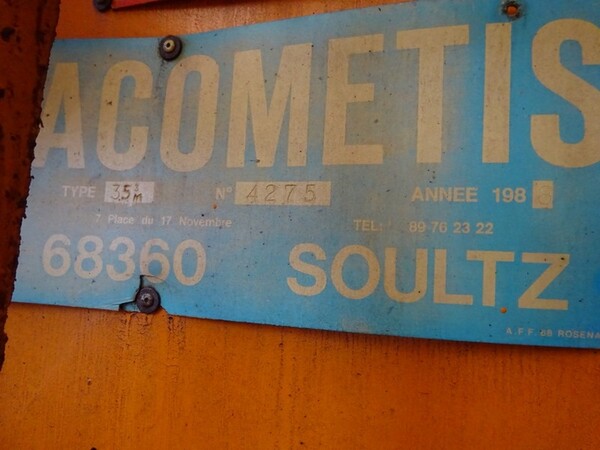 ACOMETIS
TYPE 35 M N° 4275 ANNEE 198
7 Place du 17 Novembre TEL: 89 76 23 22
68360 SOULTZ
A.F.F. 68